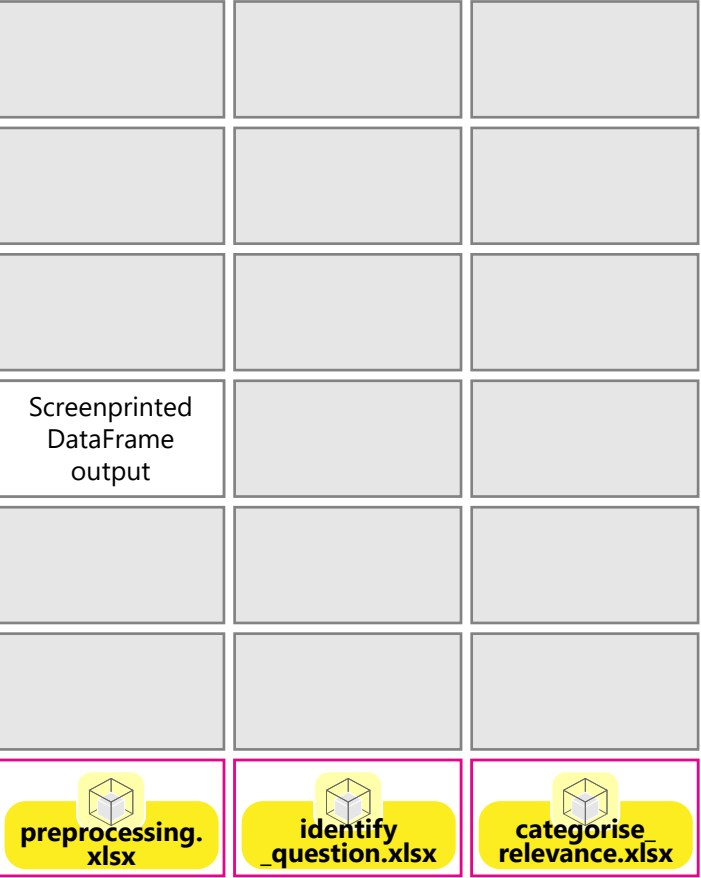 Screenprinted
DataFrame
output
preprocessing.
xlsx
identify
_question.xlsx
categorise_
relevance.xlsx